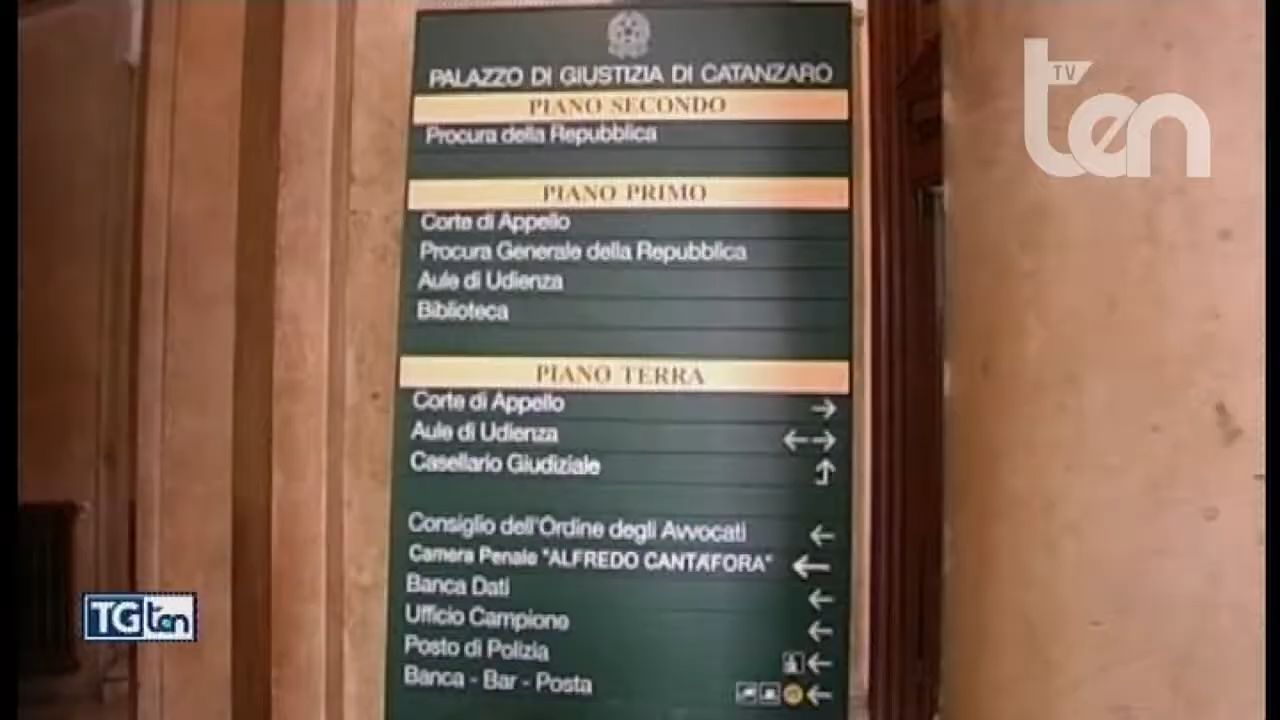 PALAZZO DI GIUSTIZIA DI CATANZARO
PIANO SECONDO
Procura della Repubblica
PIANO PRIMO
Corte di Appello
Procura Generale della Repubblica
Aule di Udienza
Biblioteca
PIANO TERRA
Corte di Appello →
Aule di Udienza ←→
Casellario Giudiziale
Consiglio dell'Ordine degli Avvocati ←
Camera Penale "ALFREDO CANTAFORA" ←
Banca Dati ←
Ufficio Campione ←
Posto di Polizia ←
Banca - Bar - Posta ←
ten TV
TG ten